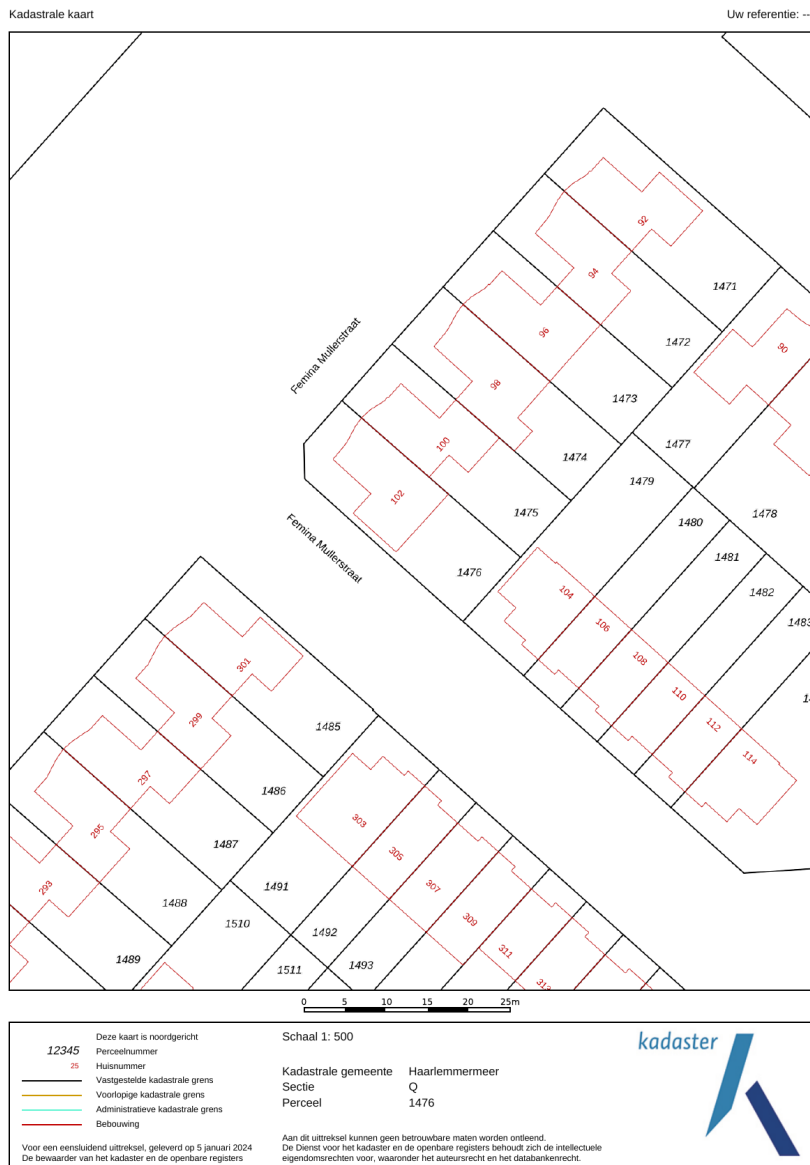 Kadastrale kaart
Uw referentie: --
92
94
1471
Femina Mullerstraat
96
1472
90
98
1473
100
1474
1477
1479
102
1475
1478
1480
Femina Mullerstraat
1476
1481
104
1482
106
1483
108
301
110
299
1485
112
114
297
1486
303
295
1487
305
293
1491
307
1488
1510
309
1492
311
1489
1511
1493
313
0 5 10 15 20 25m
Deze kaart is noordgericht
12345 Perceelnummer
25 Huisnummer
Vastgestelde kadastrale grens
Voorlopige kadastrale grens
Administratieve kadastrale grens
Bebouwing
Voor een eensluidend uittreksel, geleverd op 5 januari 2024
De bewaarder van het kadaster en de openbare registers
Schaal 1: 500
Kadastrale gemeente Haarlemmermeer
Sectie Q
Perceel 1476
Aan dit uittreksel kunnen geen betrouwbare maten worden ontleend.
De Dienst voor het kadaster en de openbare registers behoudt zich de intellectuele
eigendomsrechten voor, waaronder het auteursrecht en het databankenrecht.
kadaster